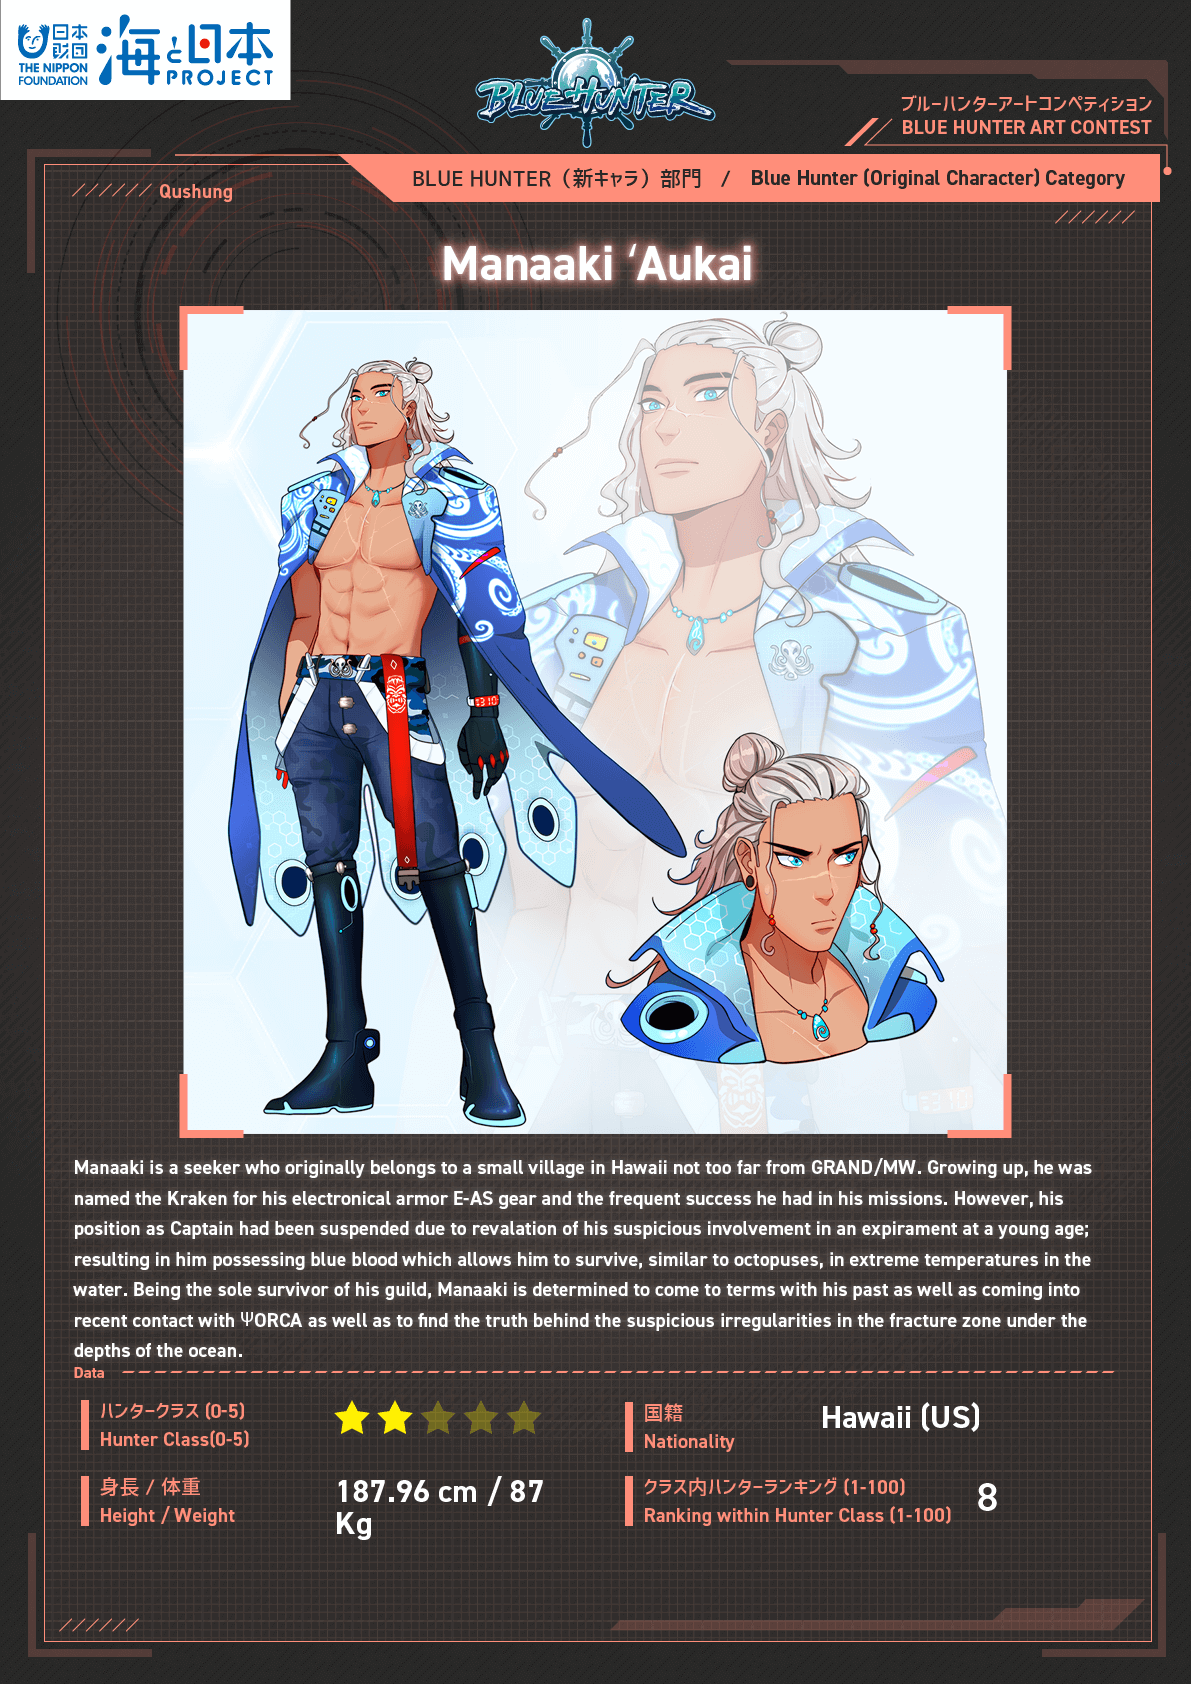 日本
財団
THE NIPPON
FOUNDATION
海と日本
PROJECT
BLUE HUNTER
ブルーハンターアートコンペティション
BLUE HUNTER ART CONTEST
Qushung
BLUE HUNTER（新キャラ）部門 / Blue Hunter (Original Character) Category
Manaaki ‘Aukai
Manaaki is a seeker who originally belongs to a small village in Hawaii not too far from GRAND/MW. Growing up, he was
named the Kraken for his electronical armor E-AS gear and the frequent success he had in his missions. However, his
position as Captain had been suspended due to revalation of his suspicious involvement in an expirament at a young age;
resulting in him possessing blue blood which allows him to survive, similar to octopuses, in extreme temperatures in the
water. Being the sole survivor of his guild, Manaaki is determined to come to terms with his past as well as coming into
recent contact with ΨORCA as well as to find the truth behind the suspicious irregularities in the fracture zone under the
depths of the ocean.
Data
ハンタークラス (0-5)
Hunter Class(0-5)
国籍
Nationality
Hawaii (US)
身長 / 体重
Height / Weight
187.96 cm / 87
Kg
クラス内ハンターランキング (1-100)
Ranking within Hunter Class (1-100)
8